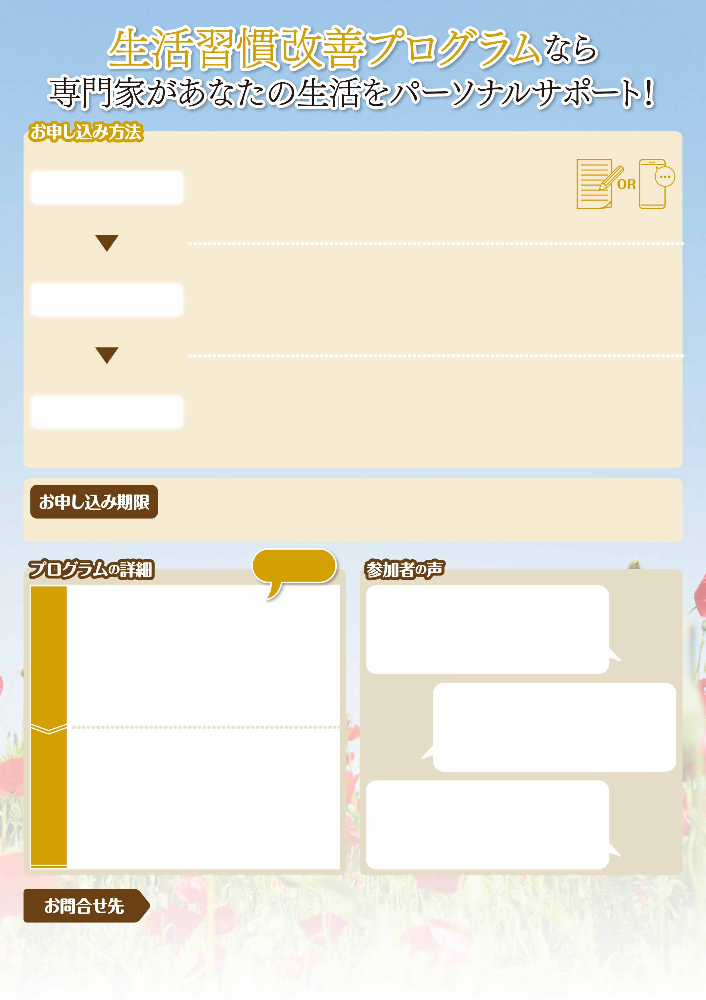 生活習慣改善プログラムなら
専門家があなたの生活をパーソナルサポート!
お申し込み方法
OR
お申し込み期限
プログラムの詳細
参加者の声
お問合せ先